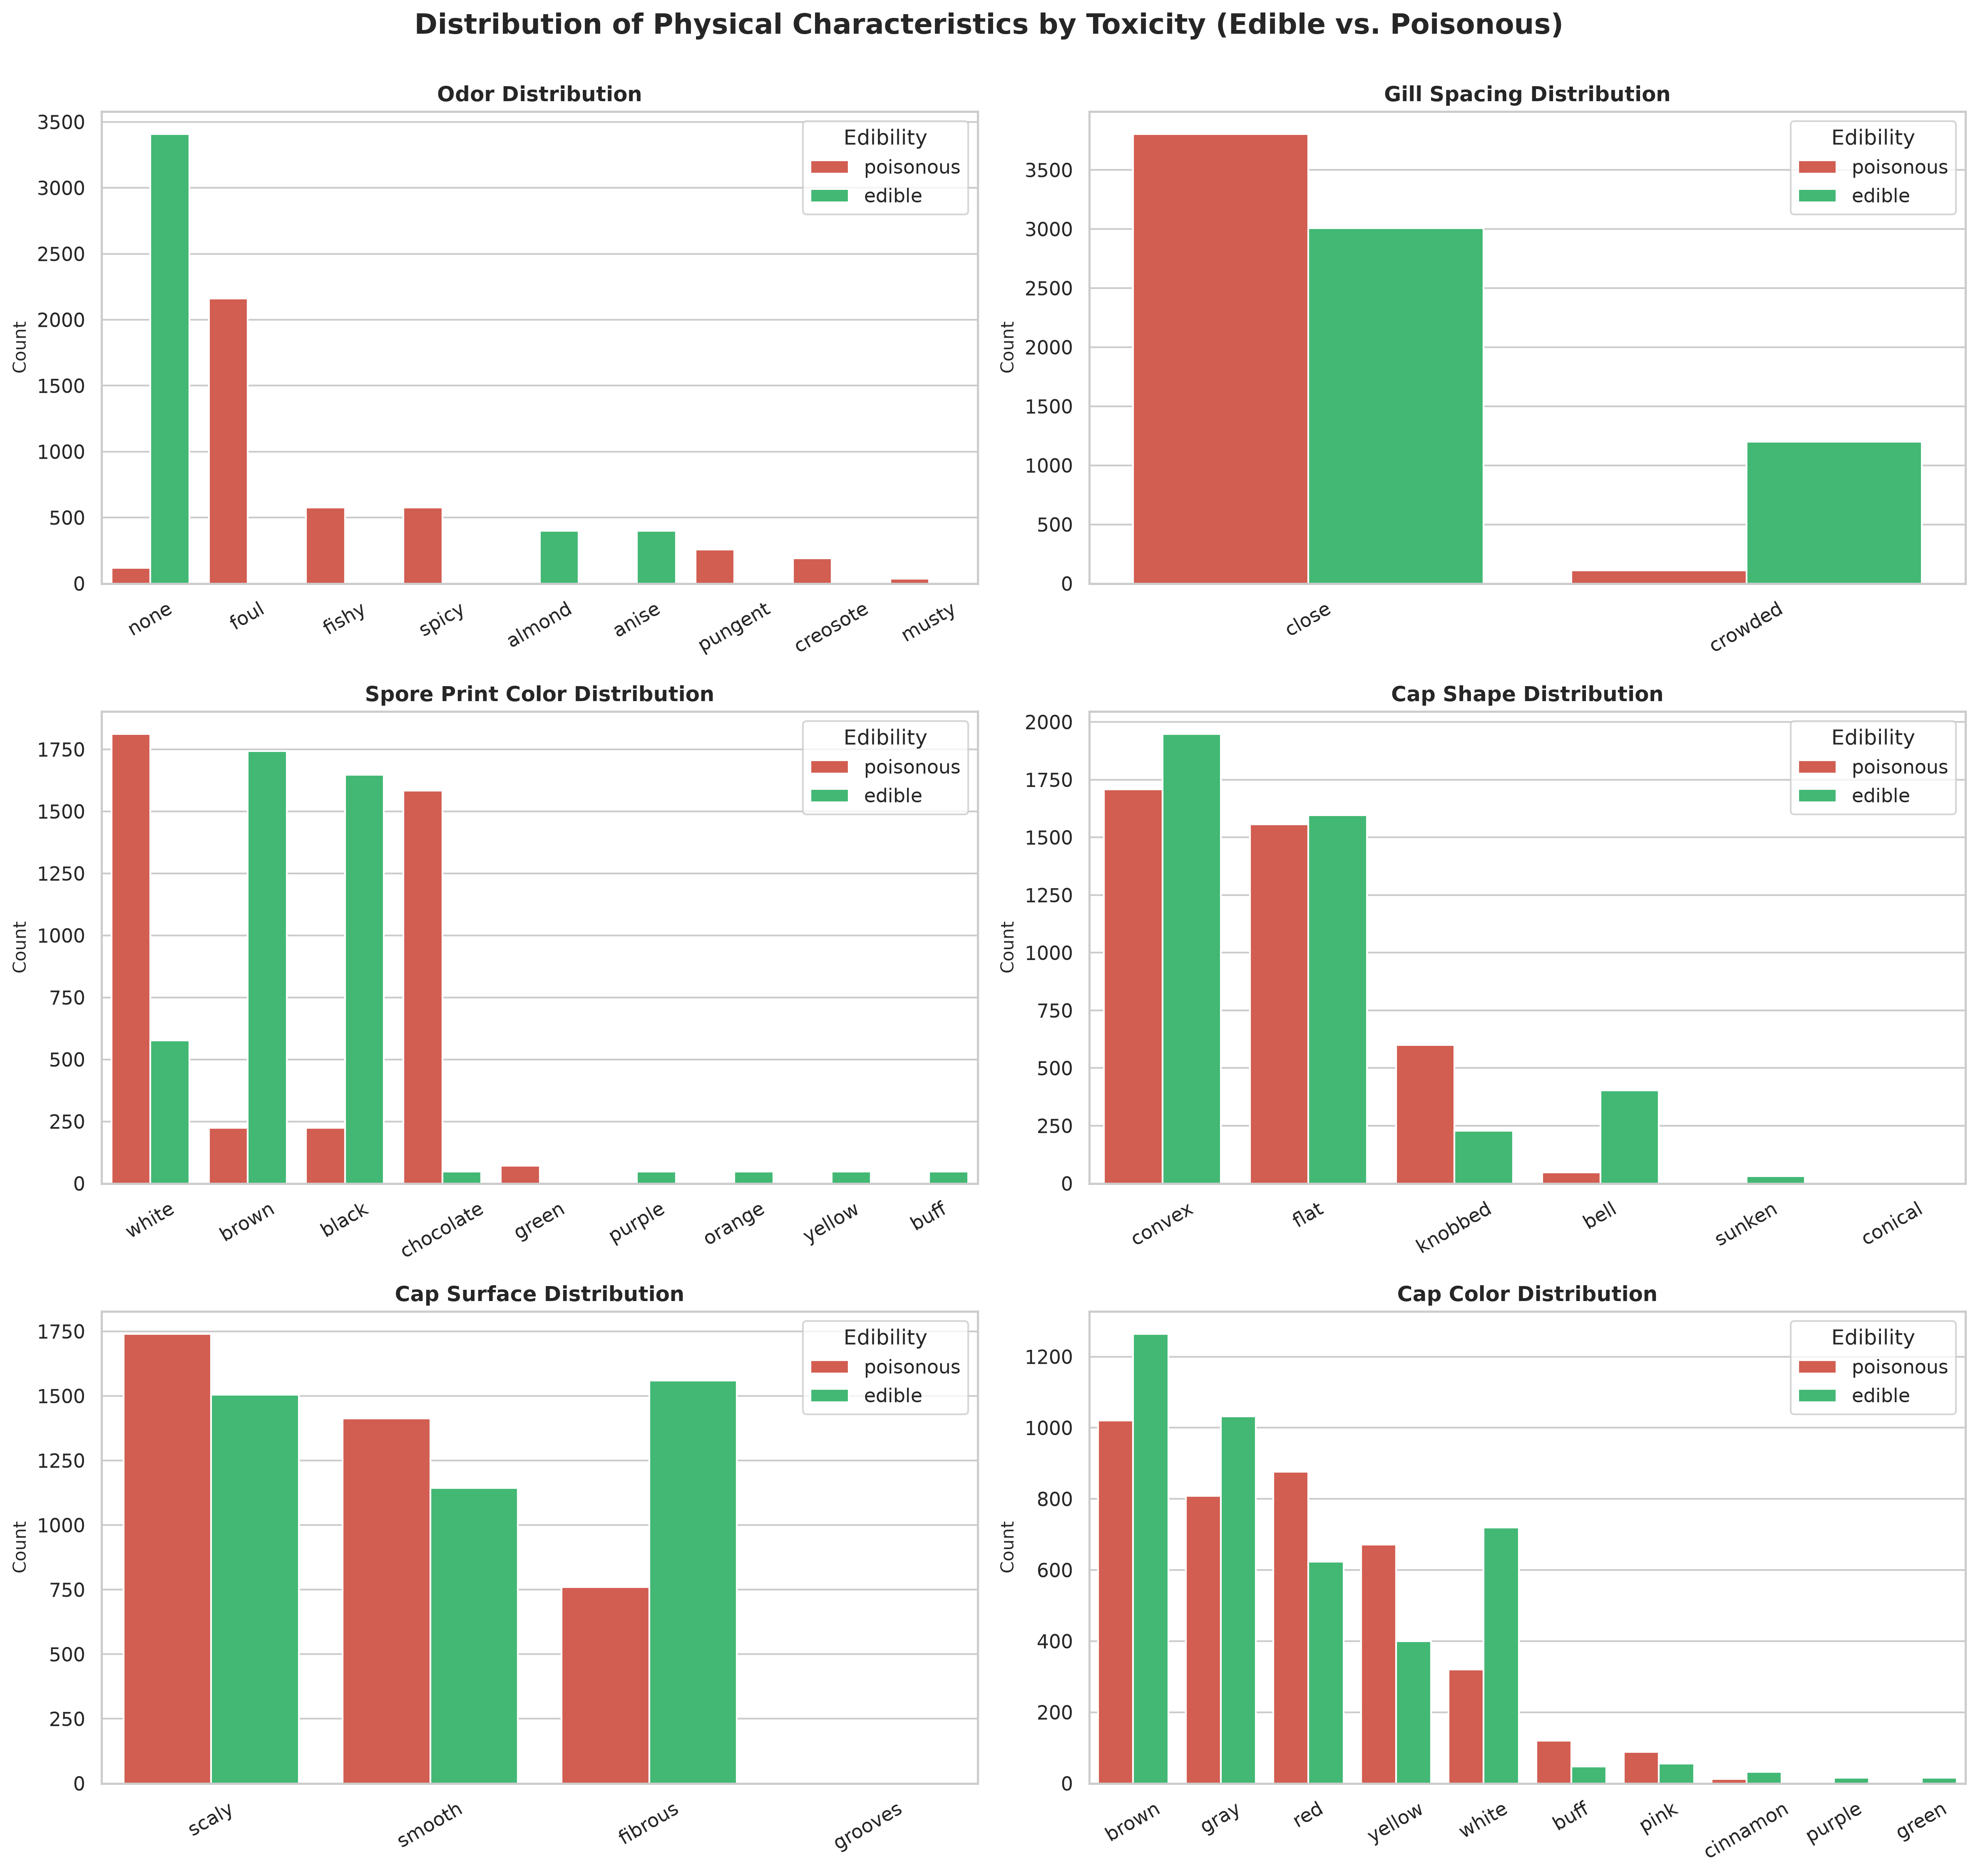 Distribution of Physical Characteristics by Toxicity (Edible vs. Poisonous)
Odor Distribution
Count
3500
3000
2500
2000
1500
1000
500
0
none
foul
fishy
spicy
almond
anise
pungent
creosote
musty
Edibility
poisonous
edible
Gill Spacing Distribution
Count
3500
3000
2500
2000
1500
1000
500
0
close
crowded
Edibility
poisonous
edible
Spore Print Color Distribution
Count
1750
1500
1250
1000
750
500
250
0
white
brown
black
chocolate
green
purple
orange
yellow
buff
Edibility
poisonous
edible
Cap Shape Distribution
Count
2000
1750
1500
1250
1000
750
500
250
0
convex
flat
knobbed
bell
sunken
conical
Edibility
poisonous
edible
Cap Surface Distribution
Count
1750
1500
1250
1000
750
500
250
0
scaly
smooth
fibrous
grooves
Edibility
poisonous
edible
Cap Color Distribution
Count
1200
1000
800
600
400
200
0
brown
gray
red
yellow
white
buff
pink
cinnamon
purple
green
Edibility
poisonous
edible